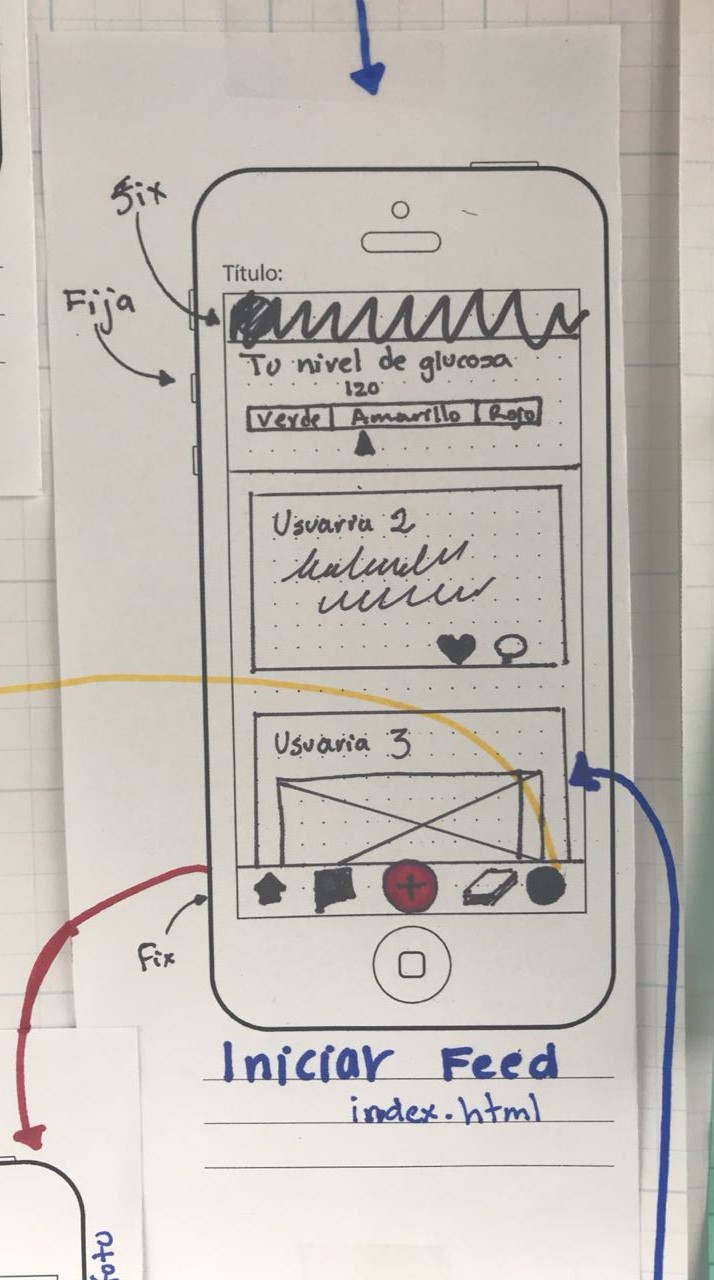 Fix
Fija
Título:
Tu nivel de glucosa
120
Verde Amarillo Rojo
Usuaria 2
Usuaria 3
Fix
Iniciar Feed
index.html
foto